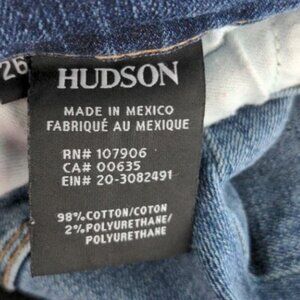 26
HUDSON
MADE IN MEXICO
FABRIQUÉ AU MEXIQUE
RN# 107906
CA# 00635
EIN# 20-3082491
98% COTTON/COTON
2% POLYURETHANE/
POLYURETHANE